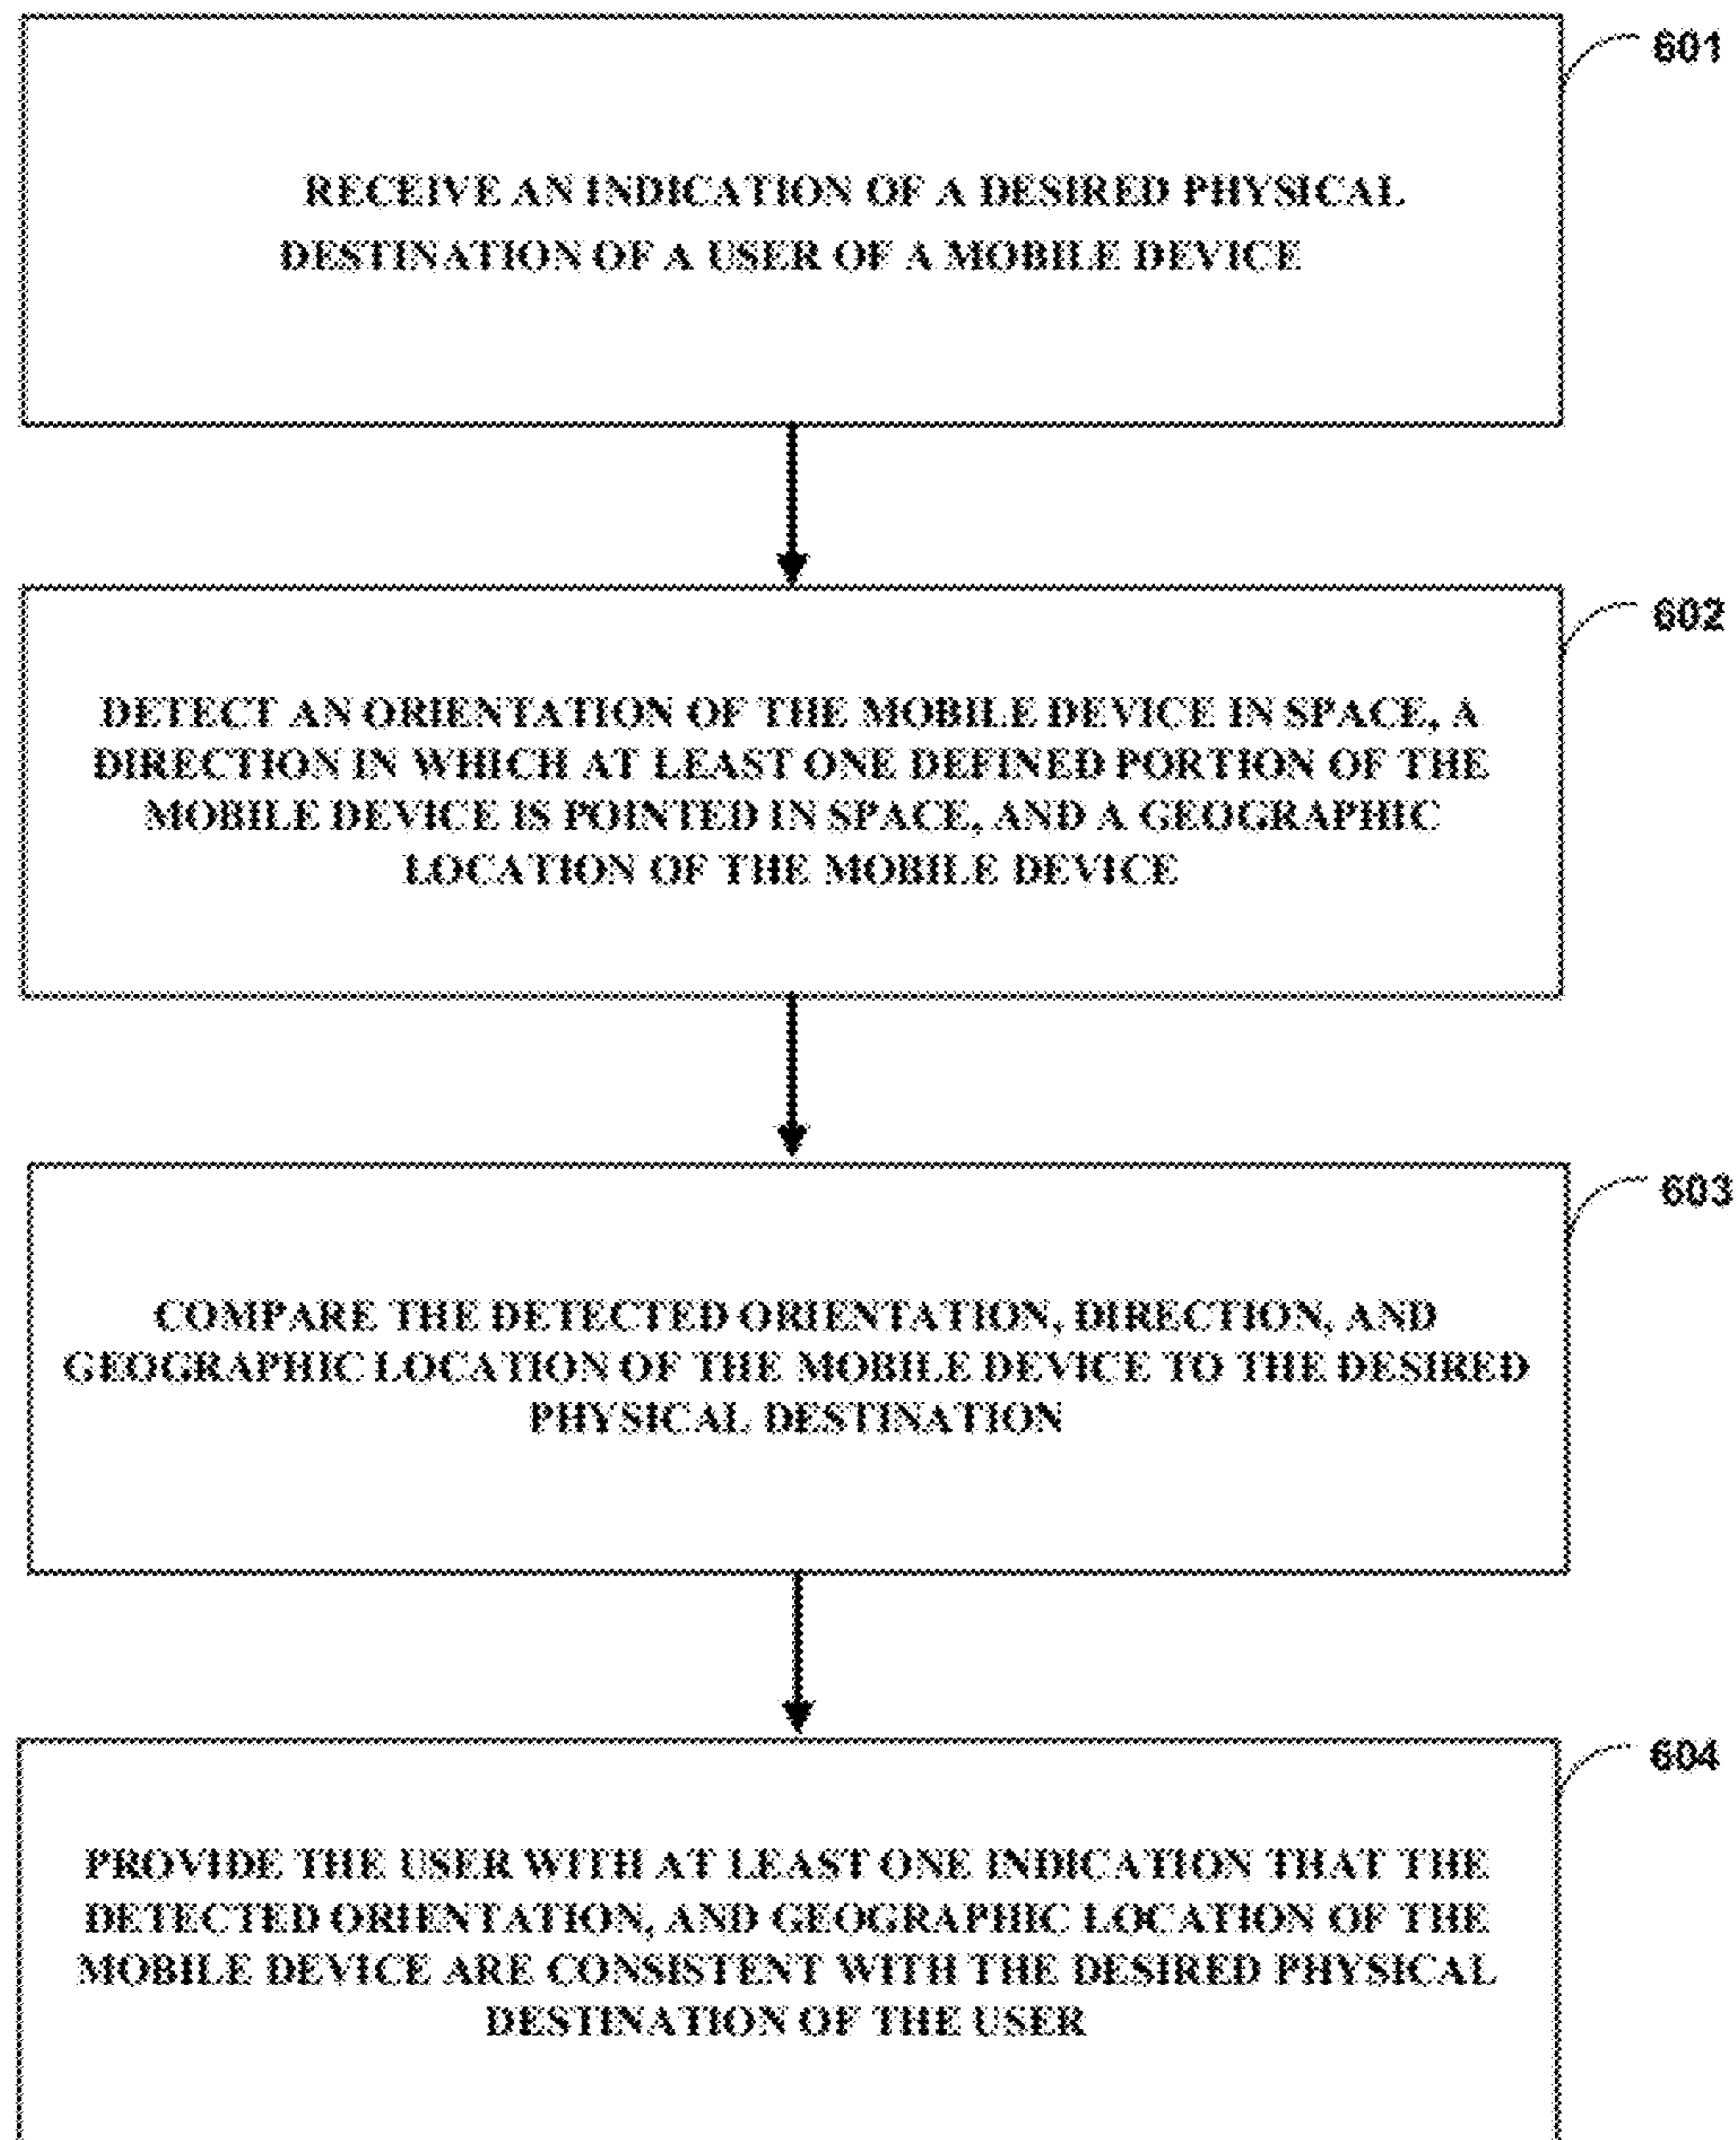 601
RECEIVE AN INDICATION OF A DESIRED PHYSICAL
DESTINATION OF A USER OF A MOBILE DEVICE
602
DETECT AN ORIENTATION OF THE MOBILE DEVICE IN SPACE, A
DIRECTION IN WHICH AT LEAST ONE DEFINED PORTION OF THE
MOBILE DEVICE IS POINTED IN SPACE, AND A GEOGRAPHIC
LOCATION OF THE MOBILE DEVICE
603
COMPARE THE DETECTED ORIENTATION, DIRECTION, AND
GEOGRAPHIC LOCATION OF THE MOBILE DEVICE TO THE DESIRED
PHYSICAL DESTINATION
604
PROVIDE THE USER WITH AT LEAST ONE INDICATION THAT THE
DETECTED ORIENTATION, AND GEOGRAPHIC LOCATION OF THE
MOBILE DEVICE ARE CONSISTENT WITH THE DESIRED PHYSICAL
DESTINATION OF THE USER